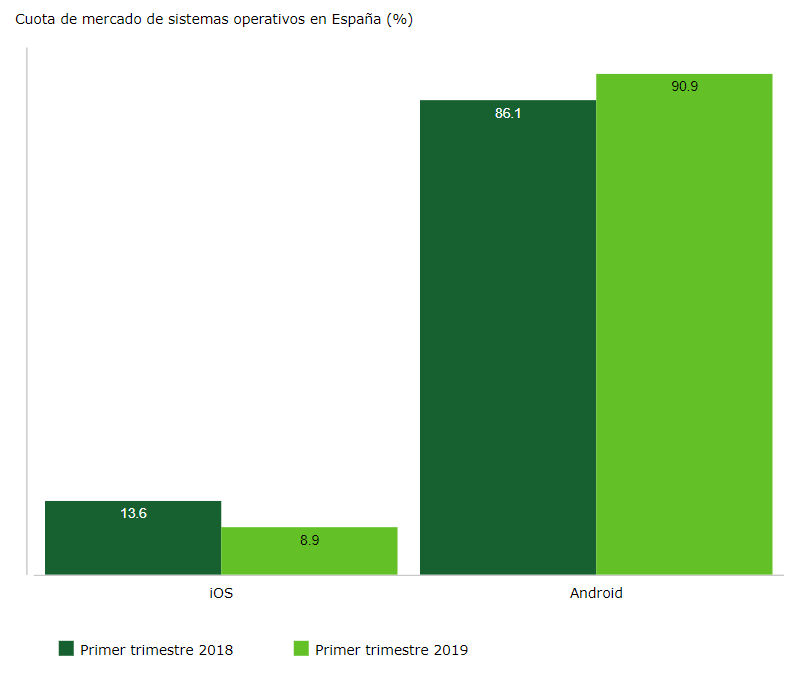 Cuota de mercado de sistemas operativos en España (%)
90.9
86.1
13.6
8.9
iOS
Android
Primer trimestre 2018
Primer trimestre 2019